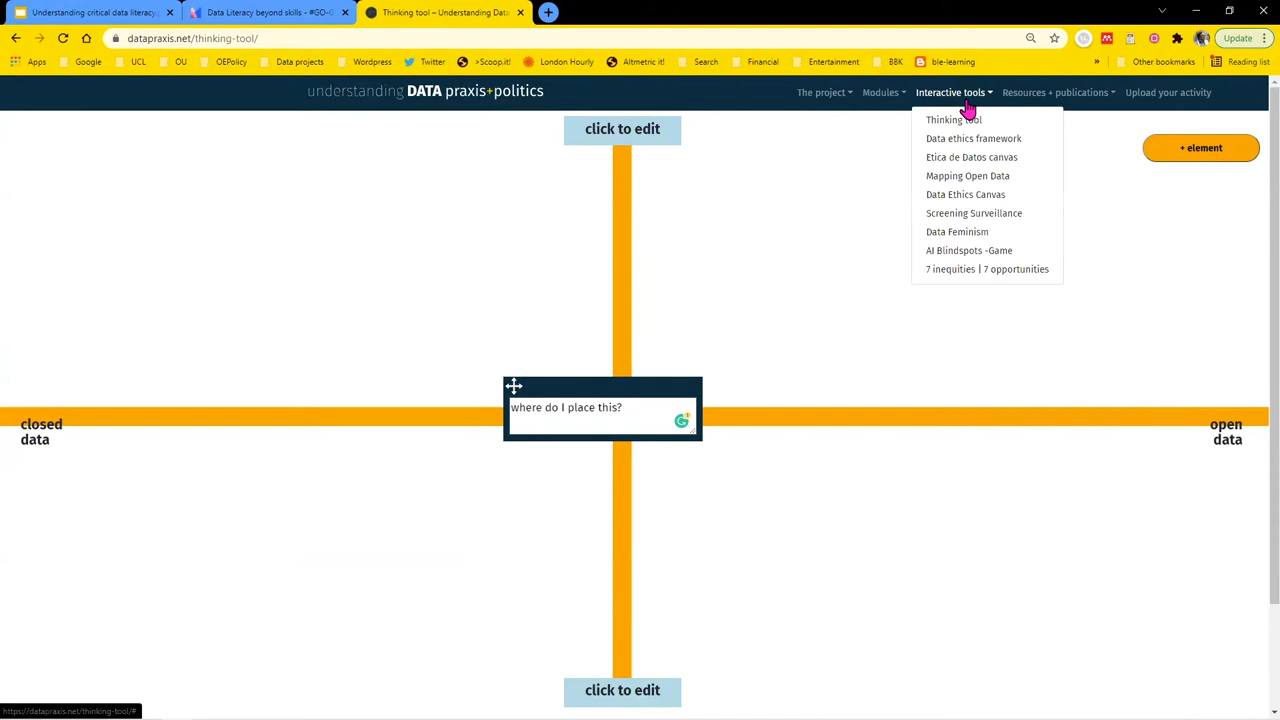 Understanding critical data literacy
Data Literacy beyond skills - #GO-G
Thinking tool – Understanding Dat
datapraxis.net/thinking-tool/
Update
Apps
Google
UCL
OU
OEPolicy
Data projects
Wordpress
Twitter
>Scoop.it!
London Hourly
Altmetric it!
Search
Financial
Entertainment
BBK
ble-learning
»
Other bookmarks
Reading list
understanding DATA praxis+politics
The project
Modules
Interactive tools
Resources + publications
Upload your activity
Thinking tool
Data ethics framework
Etica de Datos canvas
Mapping Open Data
Data Ethics Canvas
Screening Surveillance
Data Feminism
AI Blindspots -Game
7 inequities | 7 opportunities
click to edit
+ element
where do I place this?
closed
data
open
data
click to edit
https://datapraxis.net/thinking-tool/#